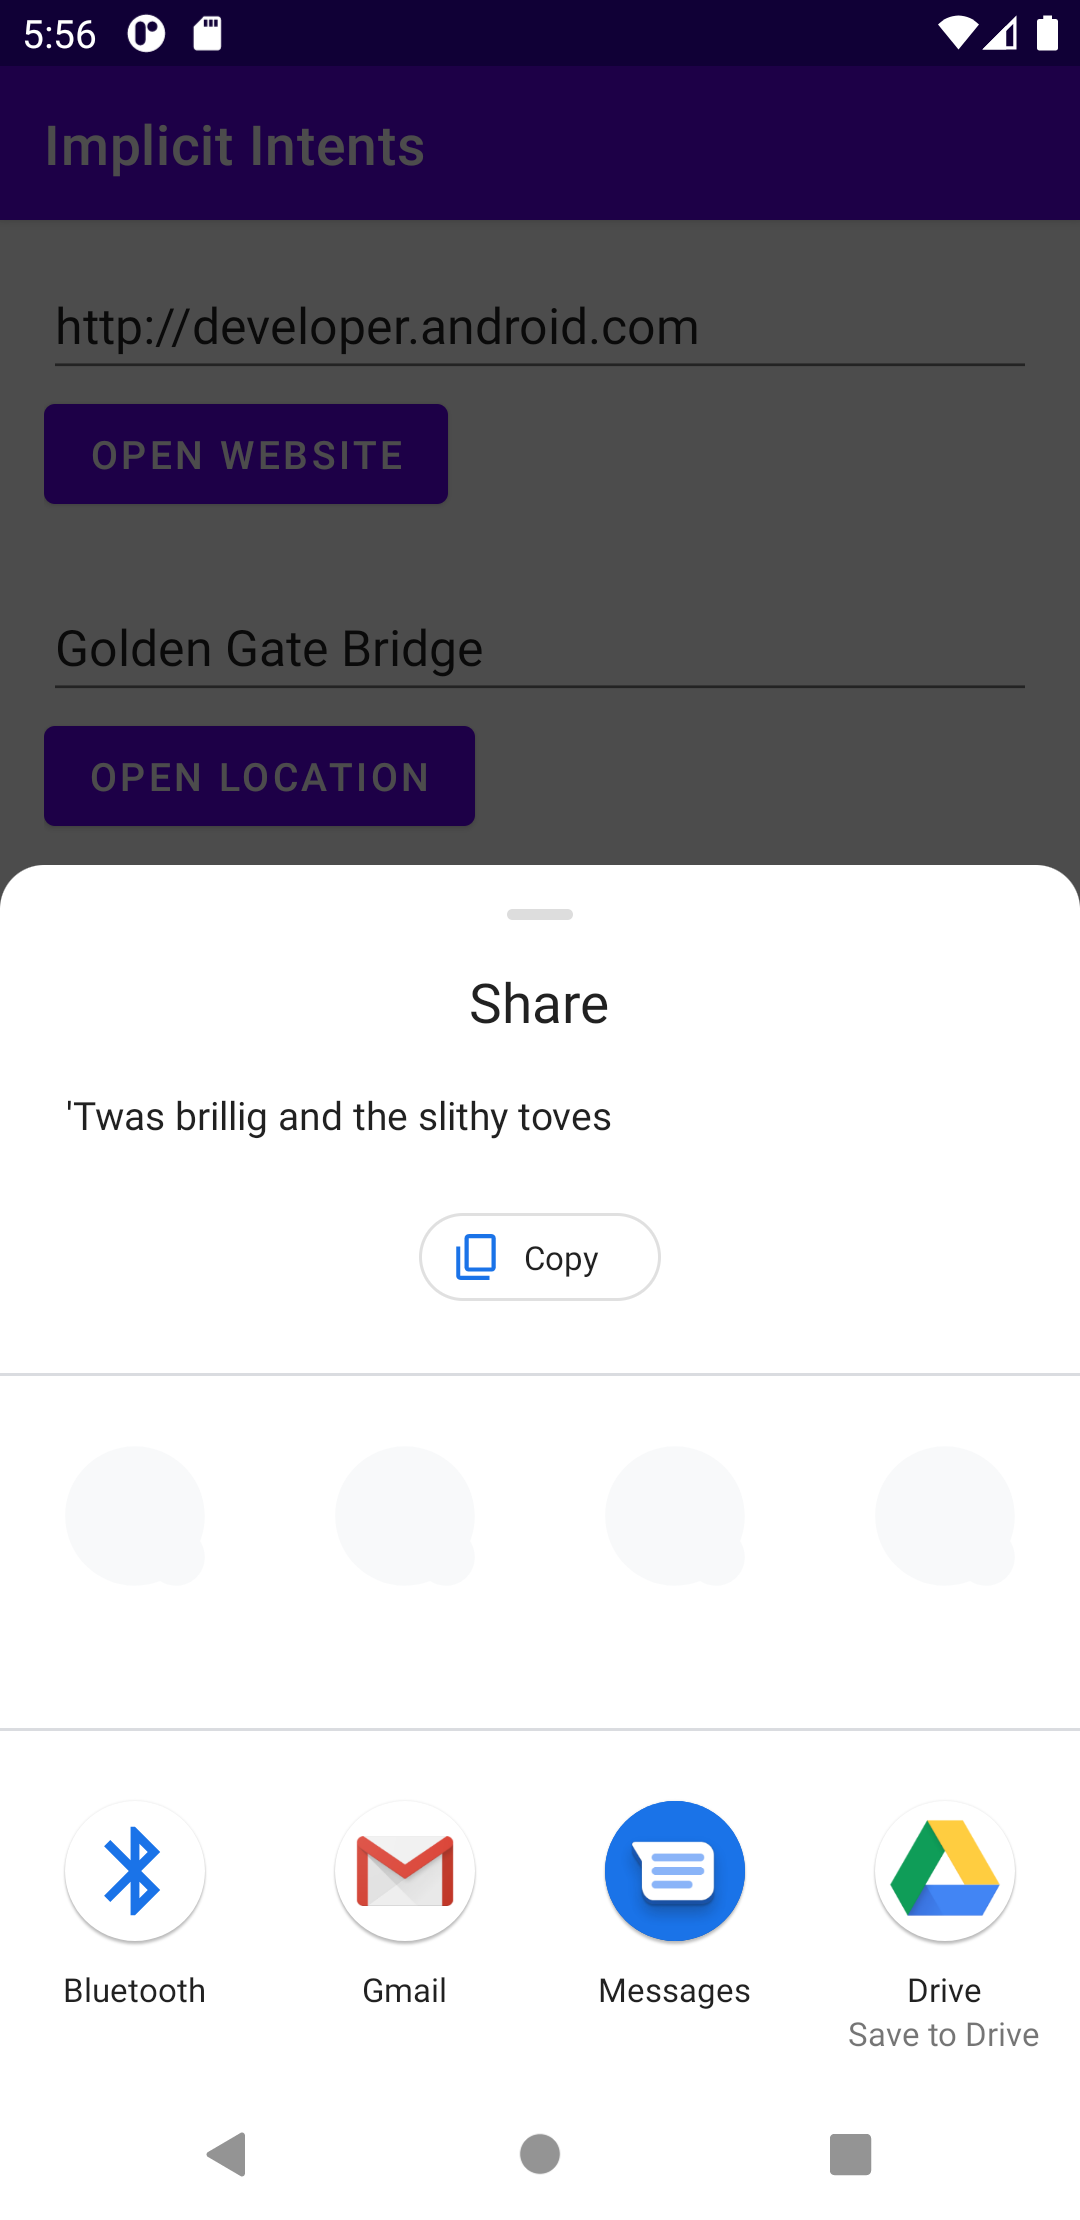 5:56
Implicit Intents
http://developer.android.com
OPEN WEBSITE
Golden Gate Bridge
OPEN LOCATION
Share
'Twas brillig and the slithy toves
Copy
Bluetooth
Gmail
Messages
Drive
Save to Drive